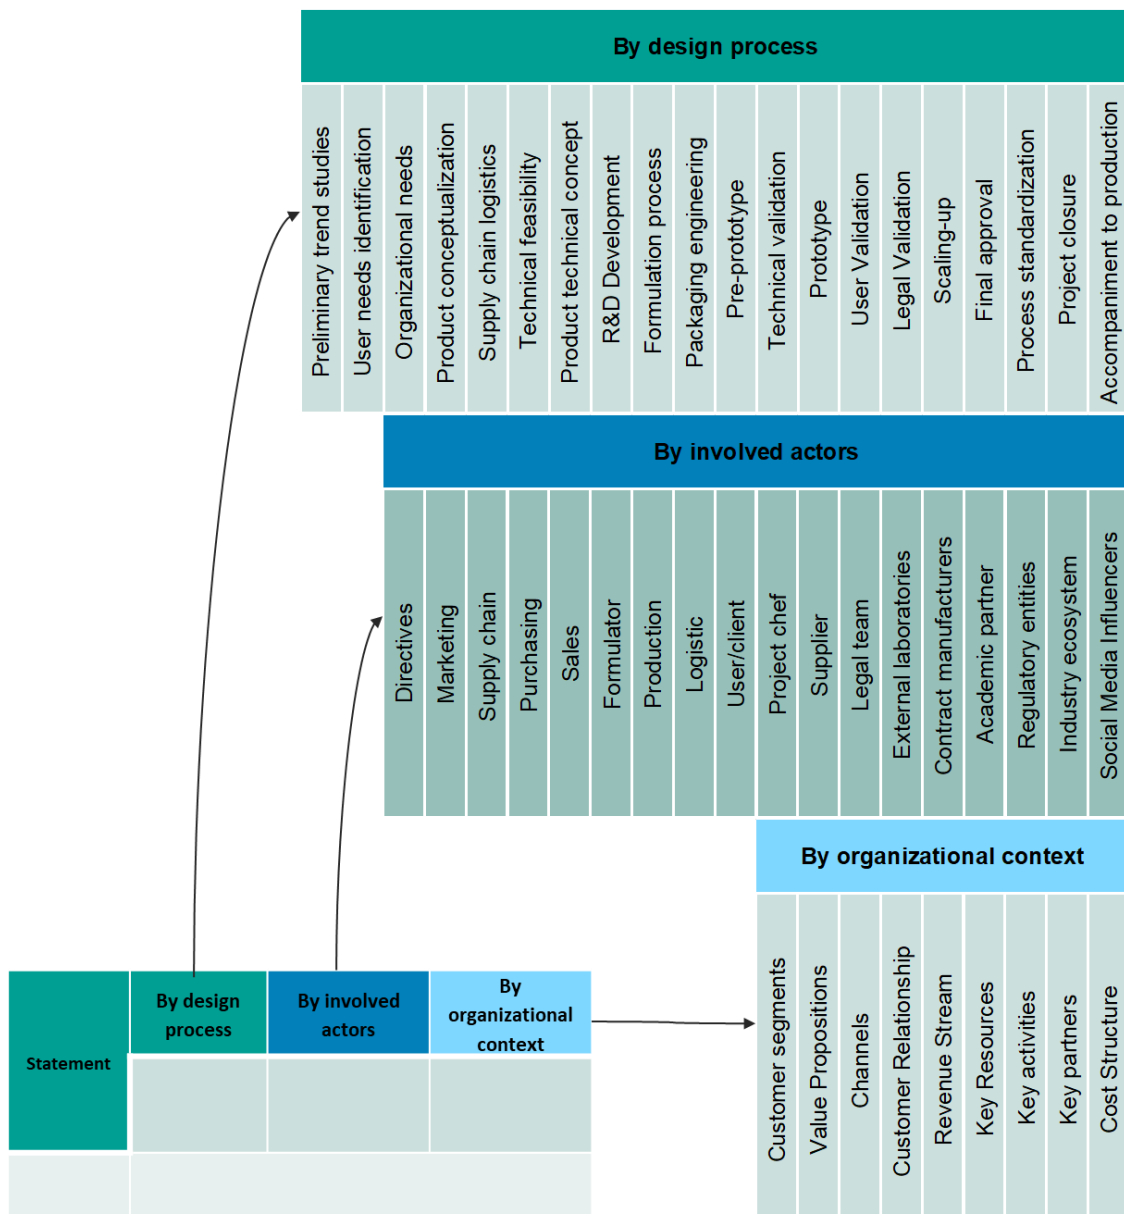 By design process
Preliminary trend studies
User needs identification
Organizational needs
Product conceptualization
Supply chain logistics
Technical feasibility
Product technical concept
R&D Development
Formulation process
Packaging engineering
Pre-prototype
Technical validation
Prototype
User Validation
Legal Validation
Scaling-up
Final approval
Process standardization
Project closure
Accompaniment to production
By involved actors
Directives
Marketing
Supply chain
Purchasing
Sales
Formulator
Production
Logistic
User/client
Project chef
Supplier
Legal team
External laboratories
Contract manufacturers
Academic partner
Regulatory entities
Industry ecosystem
Social Media Influencers
By organizational context
Customer segments
Value Propositions
Channels
Customer Relationship
Revenue Stream
Key Resources
Key activities
Key partners
Cost Structure
Statement
By design
process
By involved
actors
By
organizational
context